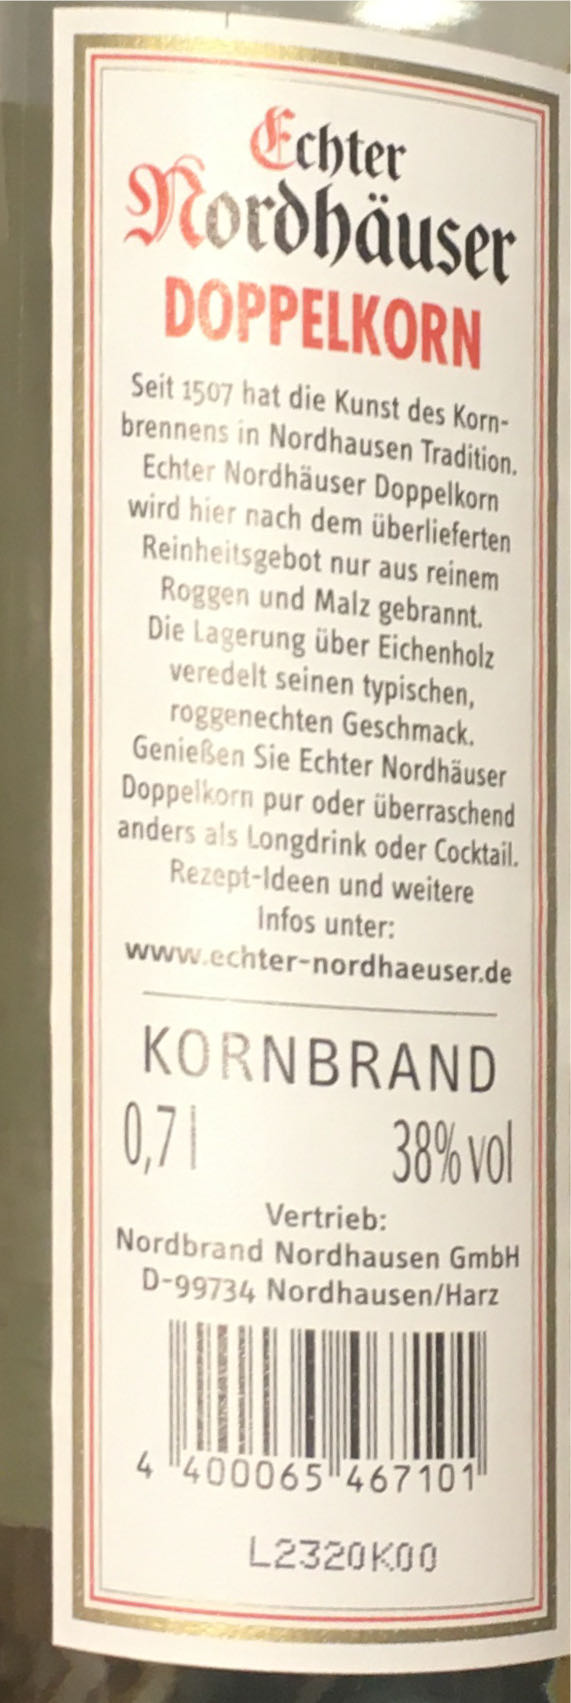 Echter
Nordhäuser
DOPPELKORN
Seit 1507 hat die Kunst des Korn-
brennens in Nordhausen Tradition.
Echter Nordhäuser Doppelkorn
wird hier nach dem überlieferten
Reinheitsgebot nur aus reinem
Roggen und Malz gebrannt.
Die Lagerung über Eichenholz
veredelt seinen typischen,
roggenechten Geschmack.
Genießen Sie Echter Nordhäuser
Doppelkorn pur oder überraschend
anders als Longdrink oder Cocktail.
Rezept-Ideen und weitere
Infos unter:
www.echter-nordhaeuser.de
KORNBRAND
0,7 l 38% vol
Vertrieb:
Nordbrand Nordhausen GmbH
D-99734 Nordhausen/Harz
4 400065 467101
L2320K00